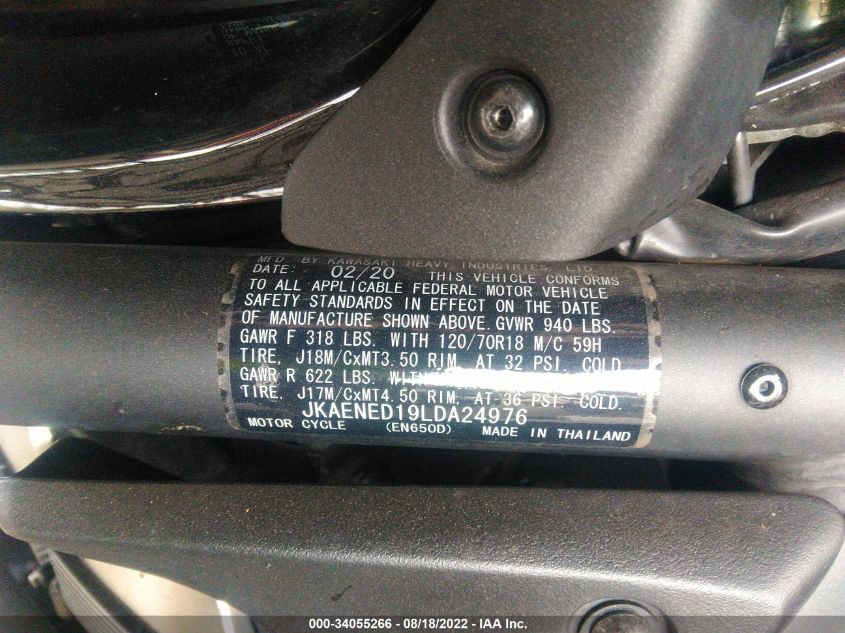 MFD. BY KAWASAKI HEAVY INDUSTRIES, LTD.
DATE: 02/20 THIS VEHICLE CONFORMS
TO ALL APPLICABLE FEDERAL MOTOR VEHICLE
SAFETY STANDARDS IN EFFECT ON THE DATE
OF MANUFACTURE SHOWN ABOVE. GVWR 940 LBS.
GAWR F 318 LBS. WITH 120/70R18 M/C 59H
TIRE, J18M/CxMT3.50 RIM, AT 32 PSI. COLD.
GAWR R 622 LBS. WITH
TIRE, J17M/CxMT4.50 RIM, AT 36 PSI. COLD.
JKAENED19LDA24976
MOTOR CYCLE (EN650D) MADE IN THAILAND
000-34055266 - 08/18/2022 - IAA Inc.